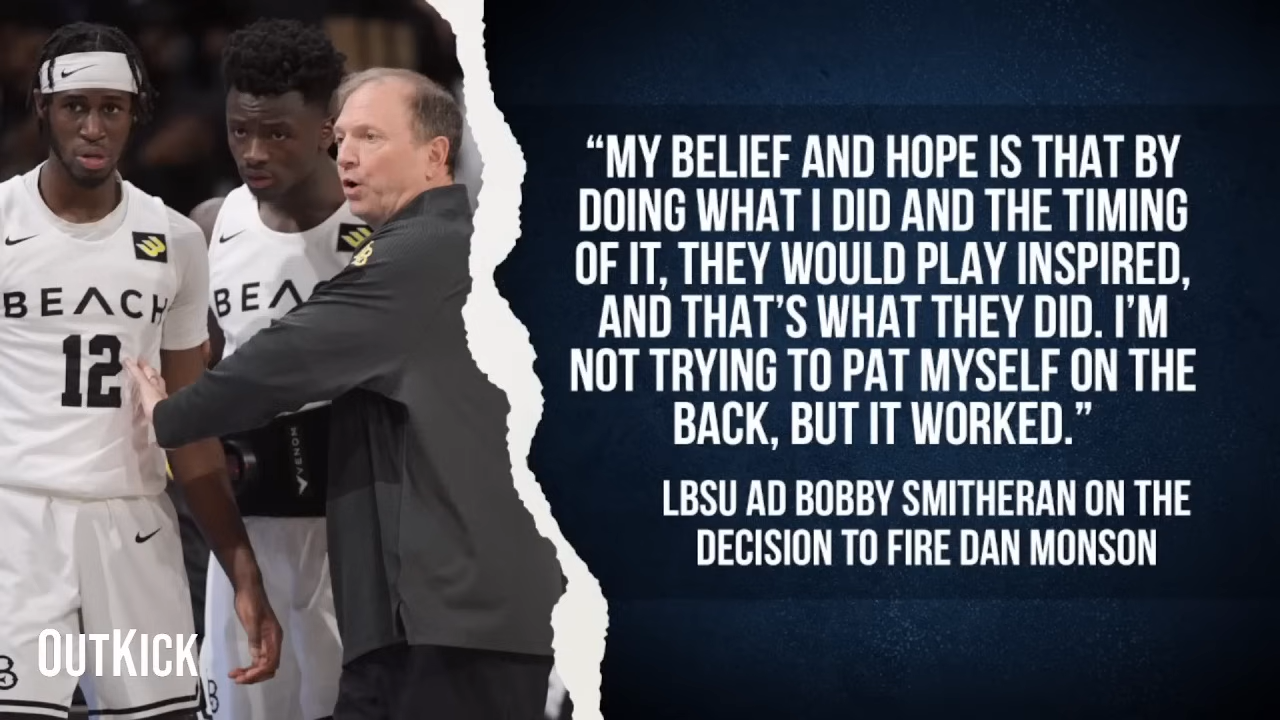 BEACH
12
BEA
VENOM
"MY BELIEF AND HOPE IS THAT BY
DOING WHAT I DID AND THE TIMING
OF IT, THEY WOULD PLAY INSPIRED,
AND THAT'S WHAT THEY DID. I'M
NOT TRYING TO PAT MYSELF ON THE
BACK, BUT IT WORKED."
LBSU AD BOBBY SMITHERAN ON THE
DECISION TO FIRE DAN MONSON
OUTKICK